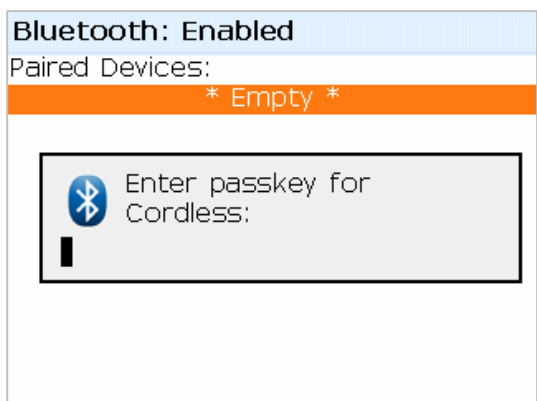 Bluetooth: Enabled
Paired Devices:
* Empty *
Enter passkey for
Cordless: